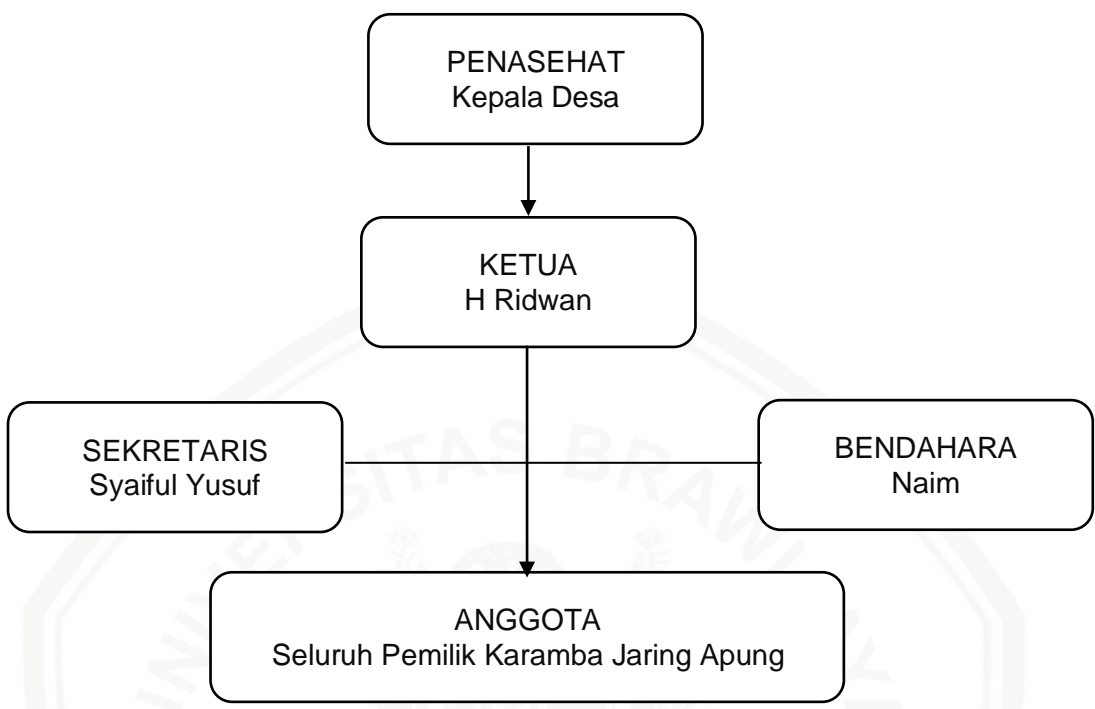 PENASEHAT
Kepala Desa
KETUA
H Ridwan
SEKRETARIS
Syaiful Yusuf
BENDAHARA
Naim
ANGGOTA
Seluruh Pemilik Karamba Jaring Apung